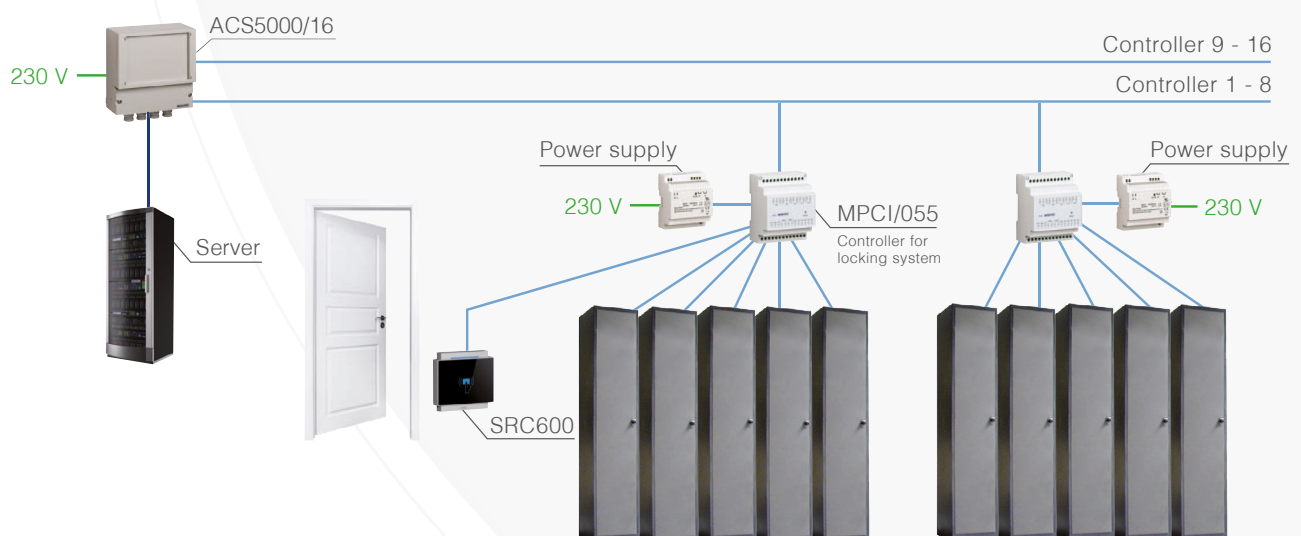 ACS5000/16
Controller 9 - 16
230 V
Controller 1 - 8
Power supply
Power supply
230 V
MPCI/055
230 V
Controller for
locking system
Server
SRC600